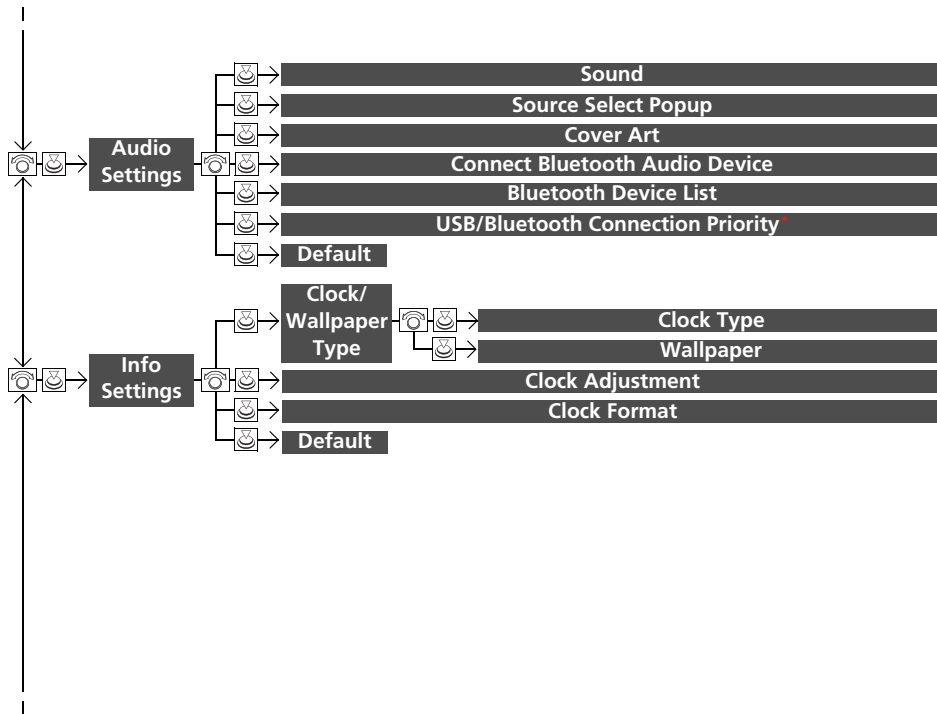 Sound
Source Select Popup
Cover Art
Audio
Settings
Connect Bluetooth Audio Device
Bluetooth Device List
USB/Bluetooth Connection Priority*
Default
Clock/
Wallpaper
Type
Clock Type
Wallpaper
Info
Settings
Clock Adjustment
Clock Format
Default